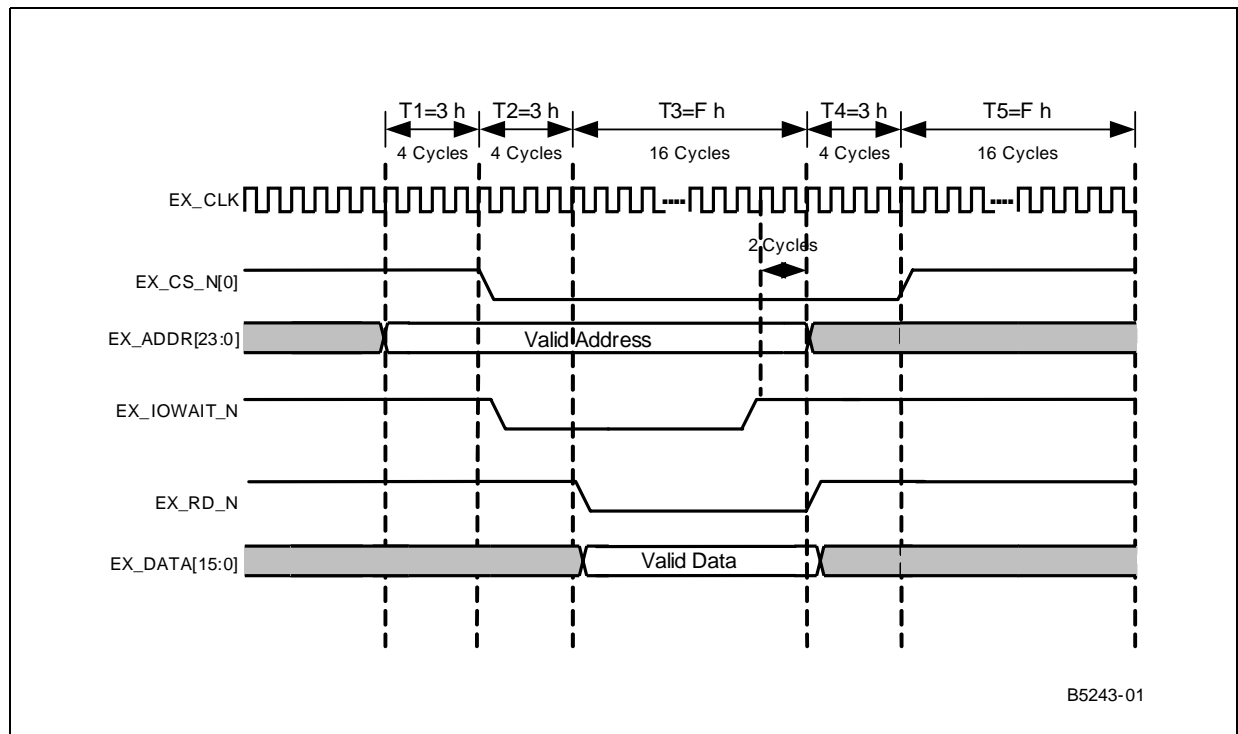 T1=3 h T2=3 h T3=F h T4=3 h T5=F h
4 Cycles 4 Cycles 16 Cycles 4 Cycles 16 Cycles
EX_CLK
2 Cycles
EX_CS_N[0]
EX_ADDR[23:0] Valid Address
EX_IOWAIT_N
EX_RD_N
EX_DATA[15:0] Valid Data
B5243-01